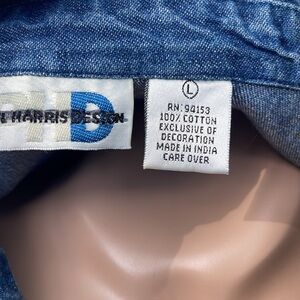 HARRIS DESIGN
L
RN: 94153
100% COTTON
EXCLUSIVE OF
DECORATION
MADE IN INDIA
CARE OVER